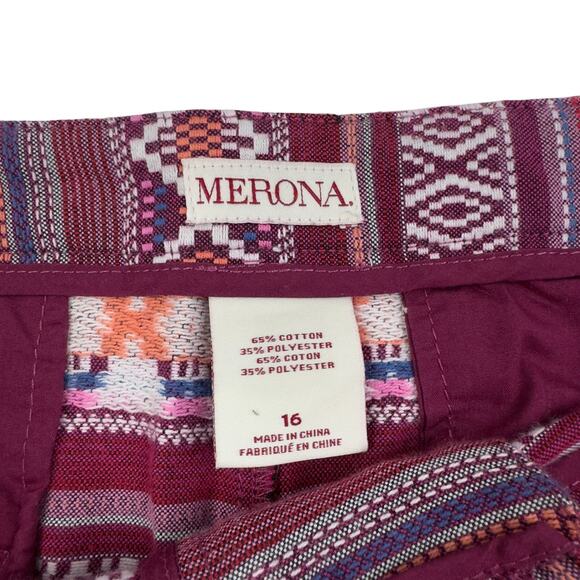 MERONA.
65% COTTON
35% POLYESTER
65% COTON
35% POLYESTER
16
MADE IN CHINA
FABRIQUÉ EN CHINE